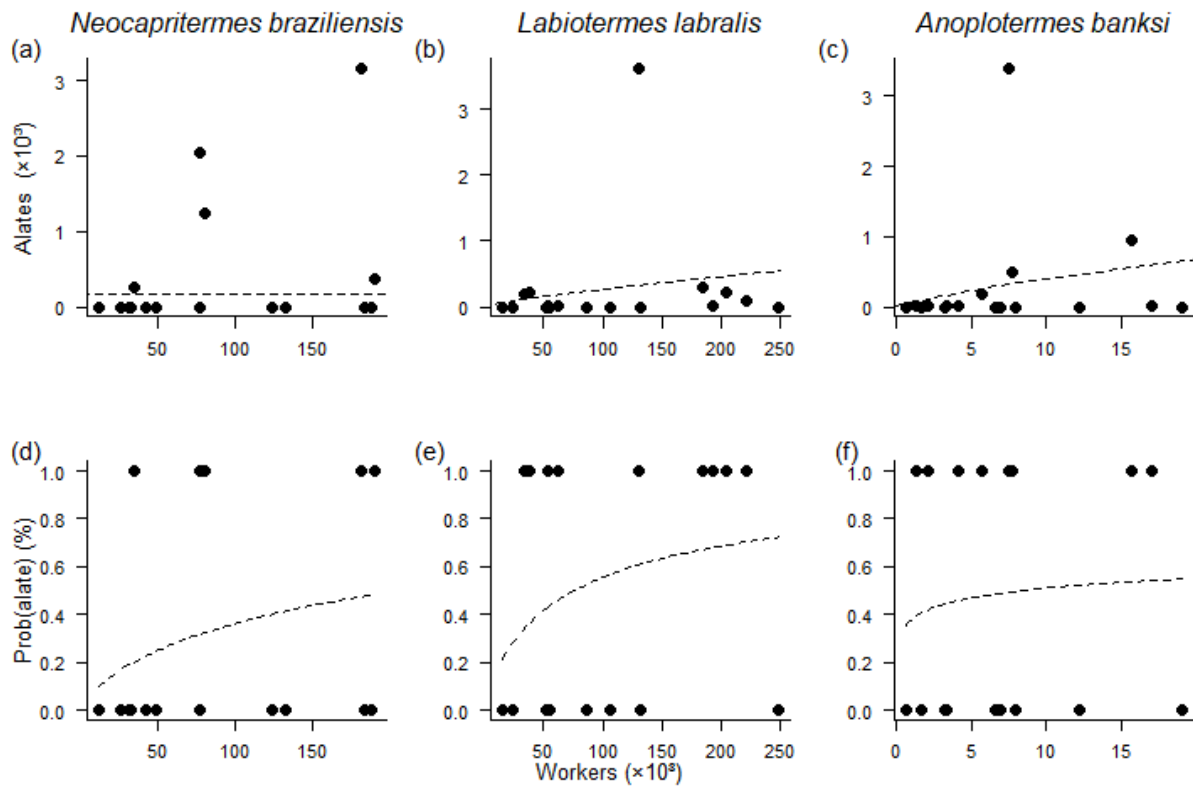 Neocapritermes braziliensis
Labiotermes labralis
Anoplotermes banksi
(a)
(b)
(c)
Alates (×10³)
3
2
1
0
50 100 150
3
2
1
0
50 100 150 200 250
3
2
1
0
0 5 10 15
(d)
(e)
(f)
Prob(alate) (%)
1.0
0.8
0.6
0.4
0.2
0.0
50 100 150
1.0
0.8
0.6
0.4
0.2
0.0
50 100 150 200 250
1.0
0.8
0.6
0.4
0.2
0.0
0 5 10 15
Workers (×10³)